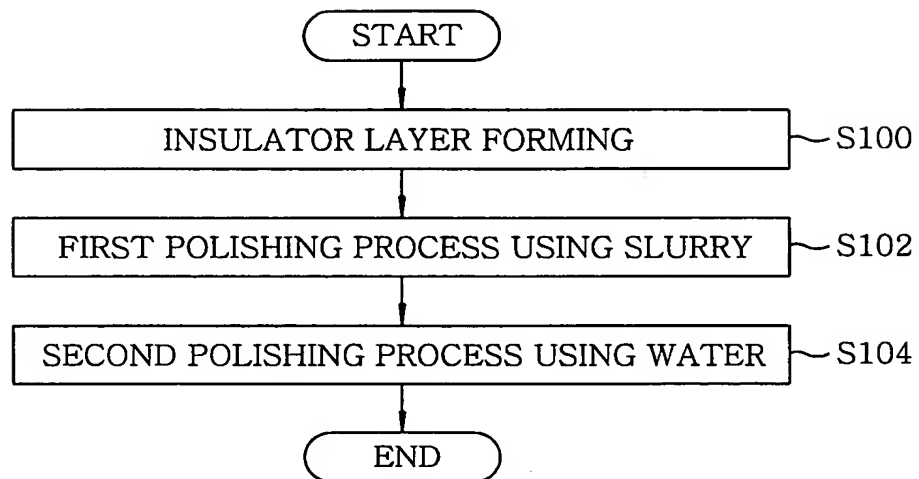 START
INSULATOR LAYER FORMING
S100
FIRST POLISHING PROCESS USING SLURRY
S102
SECOND POLISHING PROCESS USING WATER
S104
END